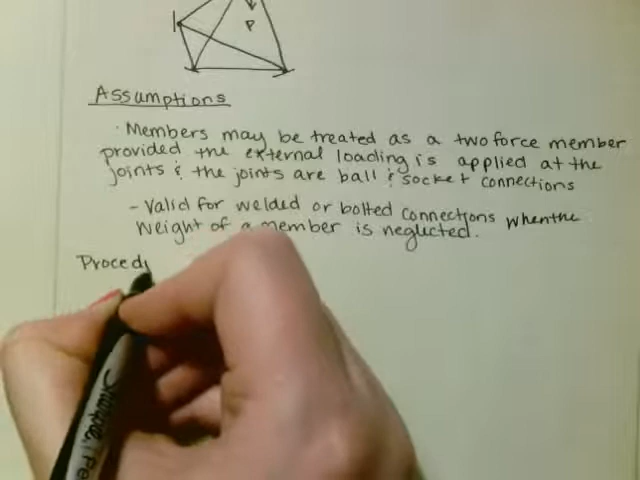 P
Assumptions
· Members may be treated as a two force member
provided the external loading is applied at the
joints & the joints are ball & socket connections
- Valid for welded or bolted connections when the
weight of a member is neglected.
Proced
Sharpie Pe